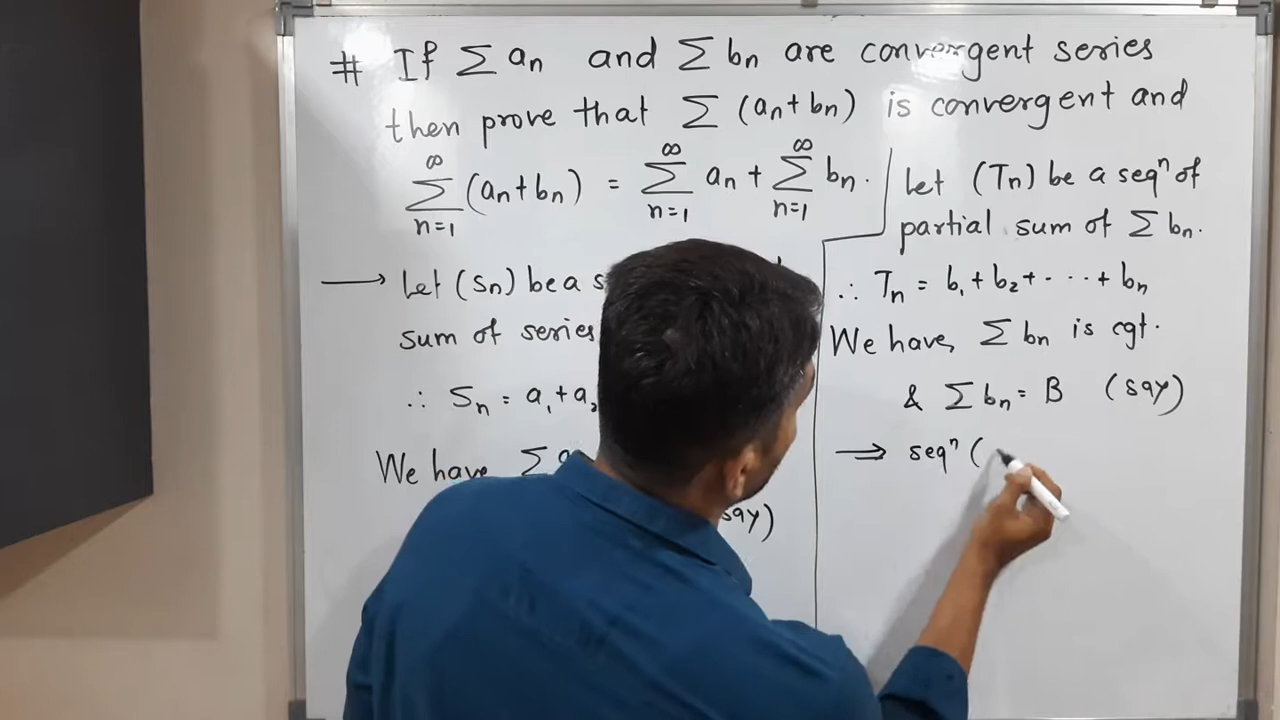 # If Σ an and Σ bn are convergent series
then prove that Σ (an + bn) is convergent and
∞ Σ n=1 (an + bn) = ∞ Σ n=1 an + ∞ Σ n=1 bn.
→ Let (Sn) be a s
sum of series
∴ Sn = a1 + a2
We have Σ a
say)
Let (Tn) be a seqⁿ of
partial sum of Σ bn.
∴ Tn = b1 + b2 + ... + bn
We have, Σ bn is cgt.
& Σ bn = B (say)
⇒ seqⁿ (